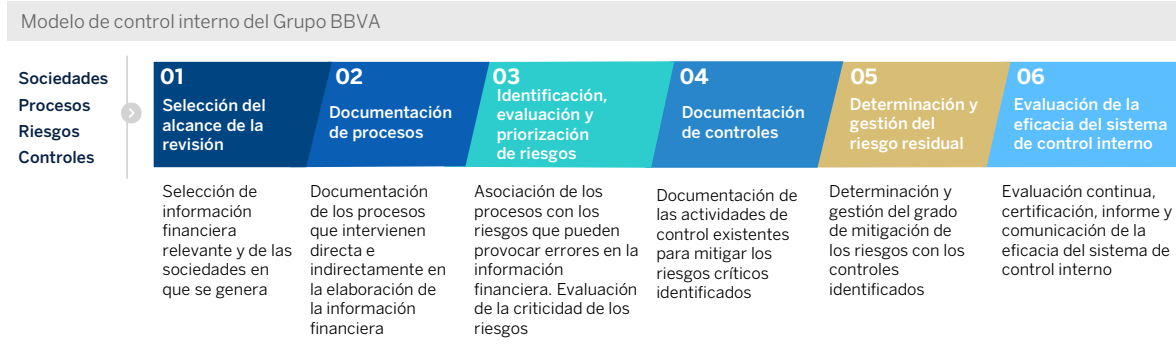 Modelo de control interno del Grupo BBVA
Sociedades
Procesos
Riesgos
Controles
01
Selección del
alcance de la
revisión
02
Documentación
de procesos
03
Identificación,
evaluación y
priorización
de riesgos
04
Documentación
de controles
05
Determinación y
gestión del
riesgo residual
06
Evaluación de la
eficacia del sistema
de control interno
Selección de
información
financiera
relevante y de las
sociedades en
que se genera
Documentación
de los procesos
que intervienen
directa e
indirectamente en
la elaboración de
la información
financiera
Asociación de los
procesos con los
riesgos que pueden
provocar errores en la
información
financiera. Evaluación
de la criticidad de los
riesgos
Documentación de
las actividades de
control existentes
para mitigar los
riesgos críticos
identificados
Determinación y
gestión del grado
de mitigación de
los riesgos con los
controles
identificados
Evaluación continua,
certificación, informe y
comunicación de la
eficacia del sistema de
control interno